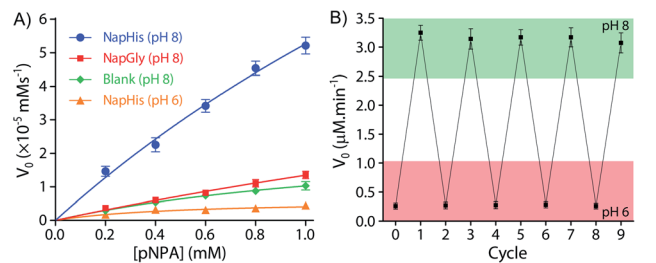 A)
NapHis (pH 8)
NapGly (pH 8)
Blank (pH 8)
NapHis (pH 6)
V₀ (×10⁻⁵ mMs⁻¹)
6
5
4
3
2
1
0
0.0 0.2 0.4 0.6 0.8 1.0
[pNPA] (mM)
B)
pH 8
pH 6
V₀ (μM.min⁻¹)
3.5
3.0
2.5
2.0
1.5
1.0
0.5
0.0
0 1 2 3 4 5 6 7 8 9
Cycle